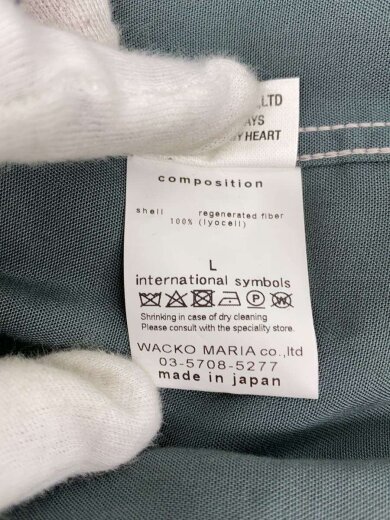 LTD
HEART
composition
shell regenerated fiber
100% (lyocell)
L
international symbols
Shrinking in case of dry cleaning
Please consult with the speciality store.
WACKO MARIA co.,ltd
03-5708-5277
made in japan